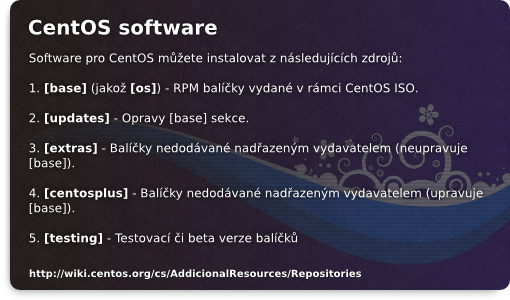 CentOS software
Software pro CentOS můžete instalovat z následujících zdrojů:
1. [base] (jakož [os]) - RPM balíčky vydané v rámci CentOS ISO.
2. [updates] - Opravy [base] sekce.
3. [extras] - Balíčky nedodávané nadřazeným vydavatelem (neupravuje
[base]).
4. [centosplus] - Balíčky nedodávané nadřazeným vydavatelem (upravuje
[base]).
5. [testing] - Testovací či beta verze balíčků
http://wiki.centos.org/cs/AddicionalResources/Repositories